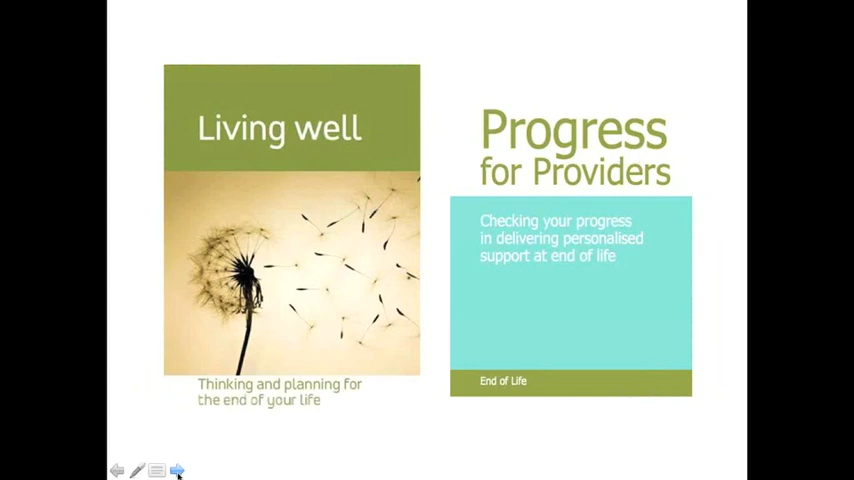 Living well
Thinking and planning for
the end of your life
Progress
for Providers
Checking your progress
in delivering personalised
support at end of life
End of Life